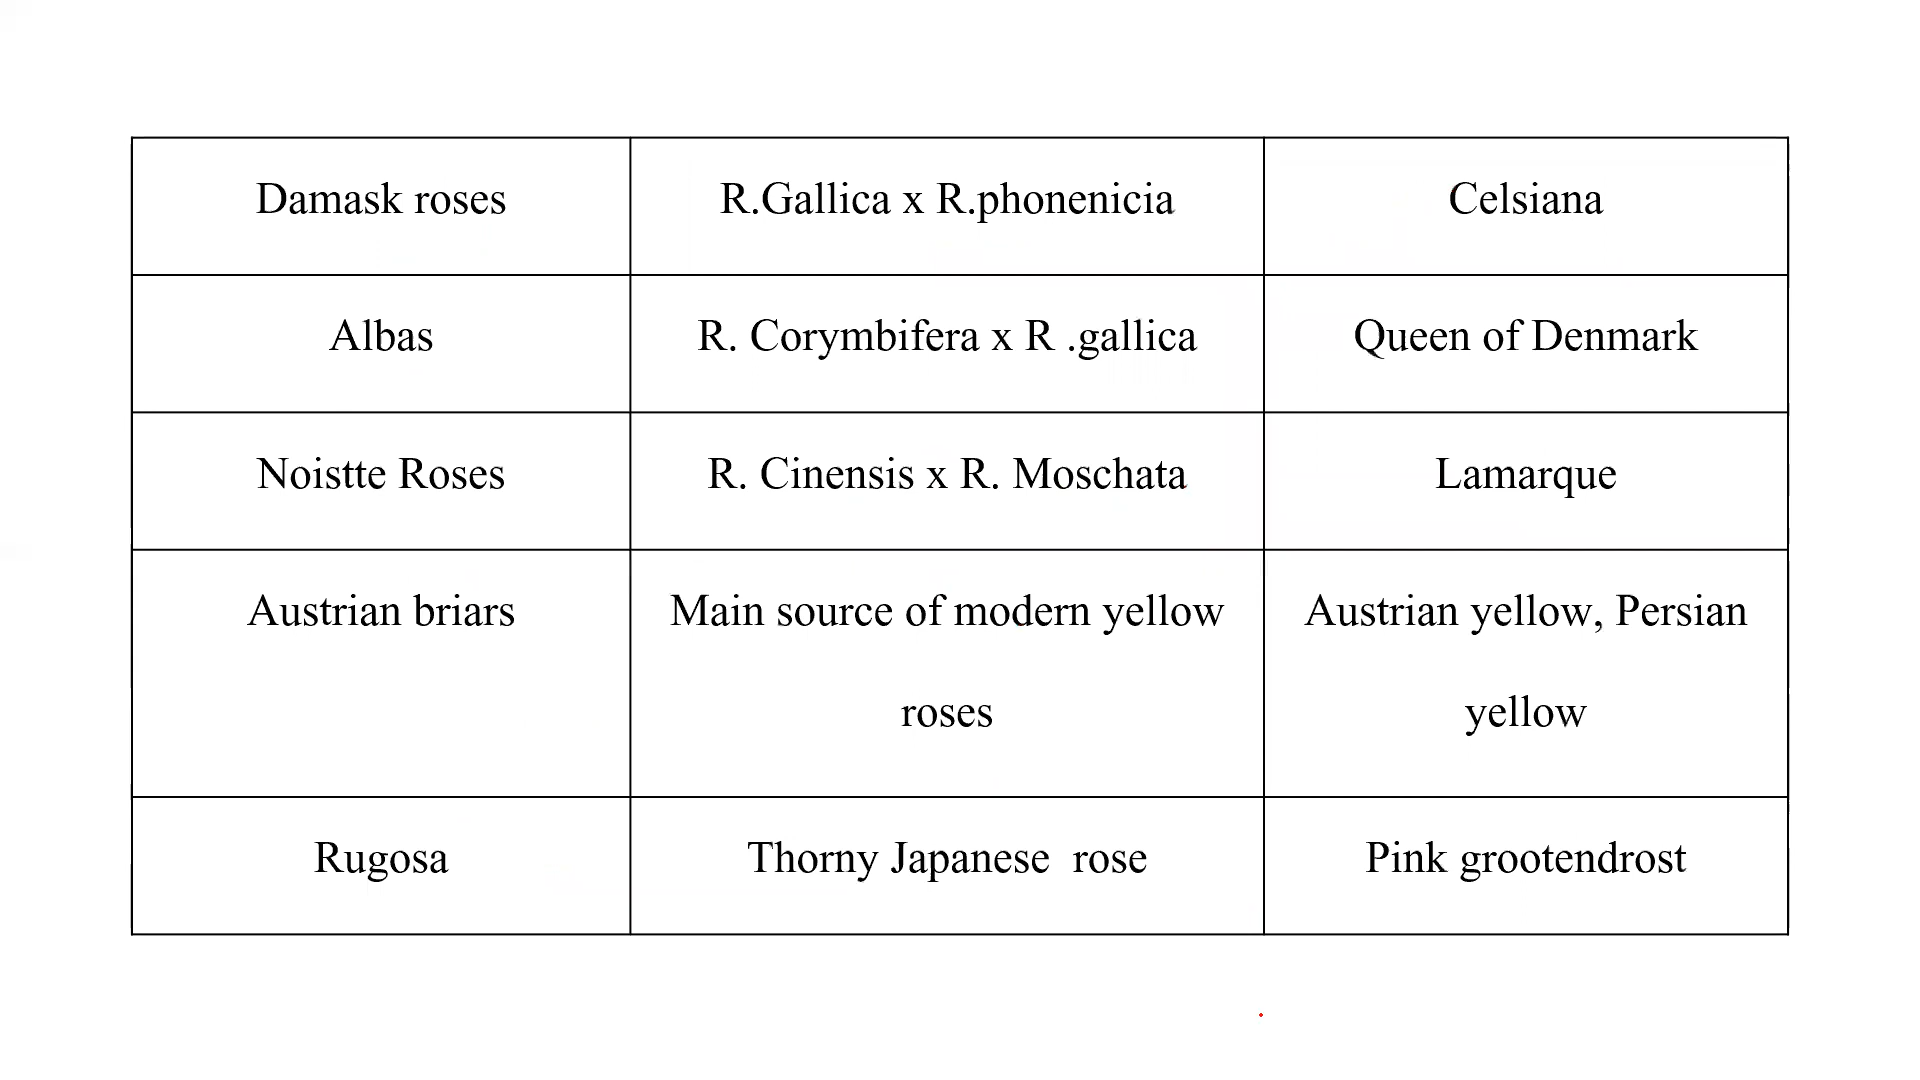 Damask roses
R.Gallica x R.phonenicia
Celsiana
Albas
R. Corymbifera x R .gallica
Queen of Denmark
Noistte Roses
R. Cinensis x R. Moschata
Lamarque
Austrian briars
Main source of modern yellow
roses
Austrian yellow, Persian
yellow
Rugosa
Thorny Japanese  rose
Pink grootendrost